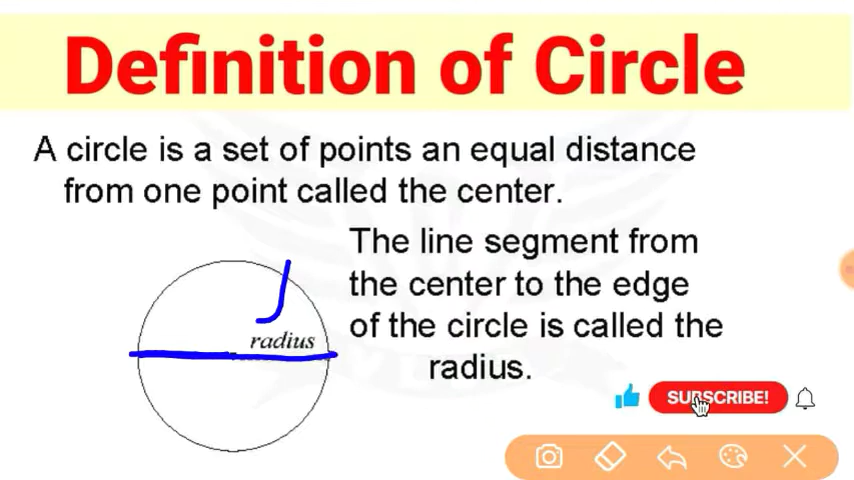 Definition of Circle
A circle is a set of points an equal distance
from one point called the center.
The line segment from
the center to the edge
of the circle is called the
radius.
radius
SUBSCRIBE!